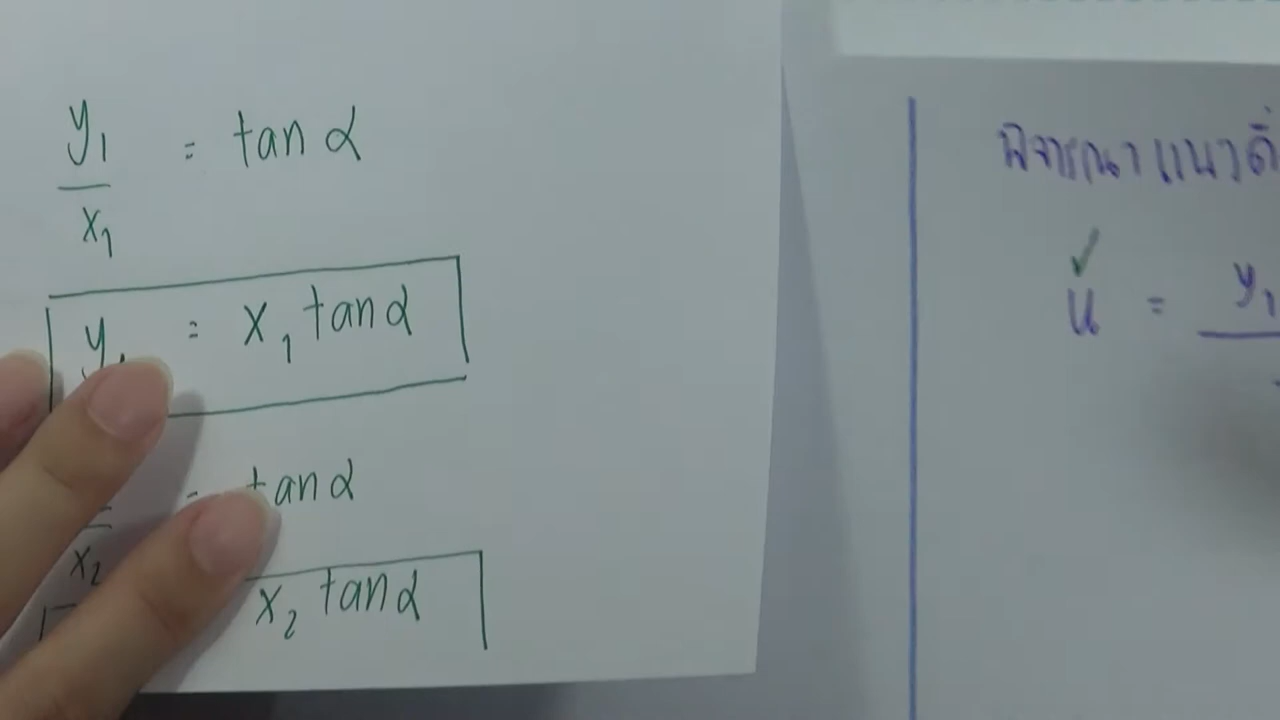 y₁/x₁ = tan α
y₁ = x₁ tan α
= tan α
x₂
x₂ tan α
พิจารณาแนวดิ่
u = y₁